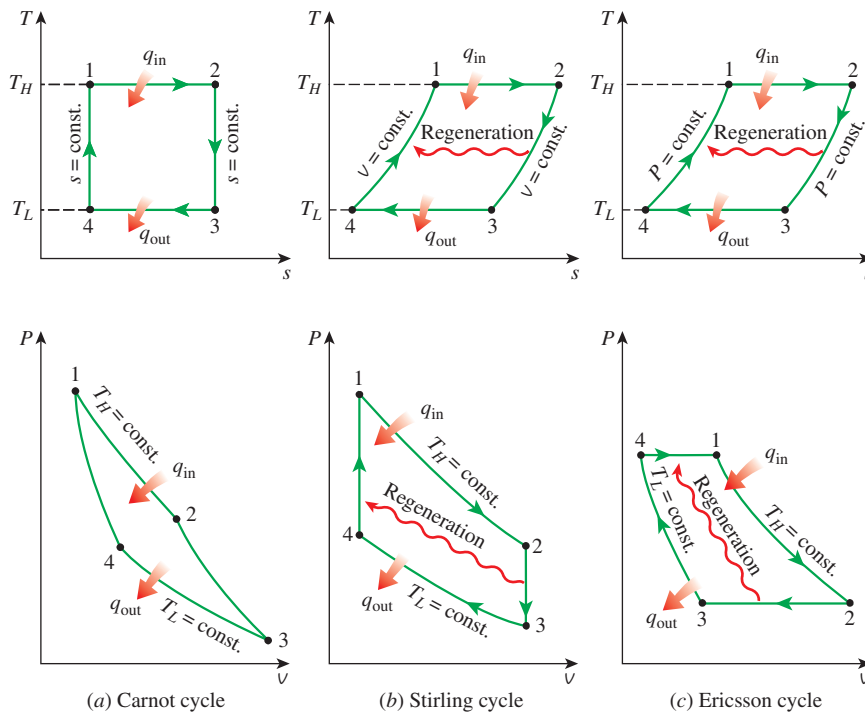 T
1
q_in
2
T_H
s = const.
s = const.
T_L
4
q_out
3
s
T
1
q_in
2
T_H
Regeneration
v = const.
v = const.
T_L
4
q_out
3
s
T
1
q_in
2
T_H
Regeneration
P = const.
P = const.
T_L
4
q_out
3
P
1
T_H = const.
q_in
2
4
q_out
T_L = const.
3
v
P
1
q_in
T_H = const.
Regeneration
4
2
q_out
T_L = const.
3
v
P
4
1
q_in
T_L = const.
Regeneration
T_H = const.
q_out
3
2
v
(a) Carnot cycle
(b) Stirling cycle
(c) Ericsson cycle